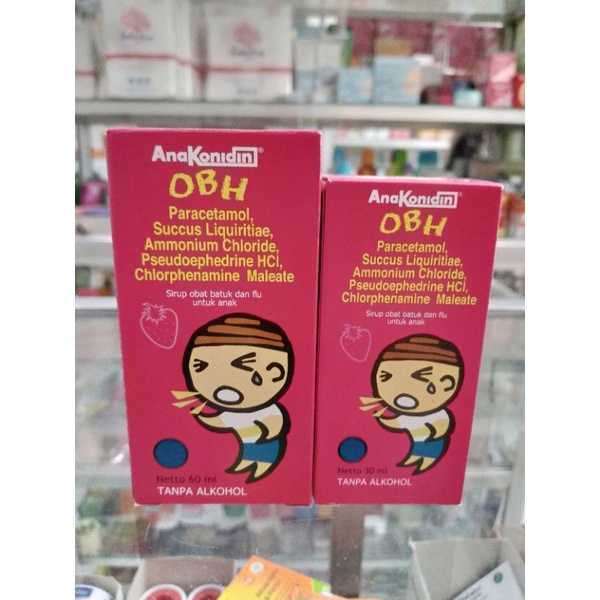 AnaKonidin®
OBH
Paracetamol,
Succus Liquiritiae,
Ammonium Chloride,
Pseudoephedrine HCl,
Chlorphenamine Maleate
Sirup obat batuk dan flu
untuk anak
Netto 60 ml
TANPA ALKOHOL
AnaKonidin®
OBH
Paracetamol,
Succus Liquiritiae,
Ammonium Chloride,
Pseudoephedrine HCl,
Chlorphenamine Maleate
Sirup obat batuk dan flu
untuk anak
Netto 30 ml
TANPA ALKOHOL